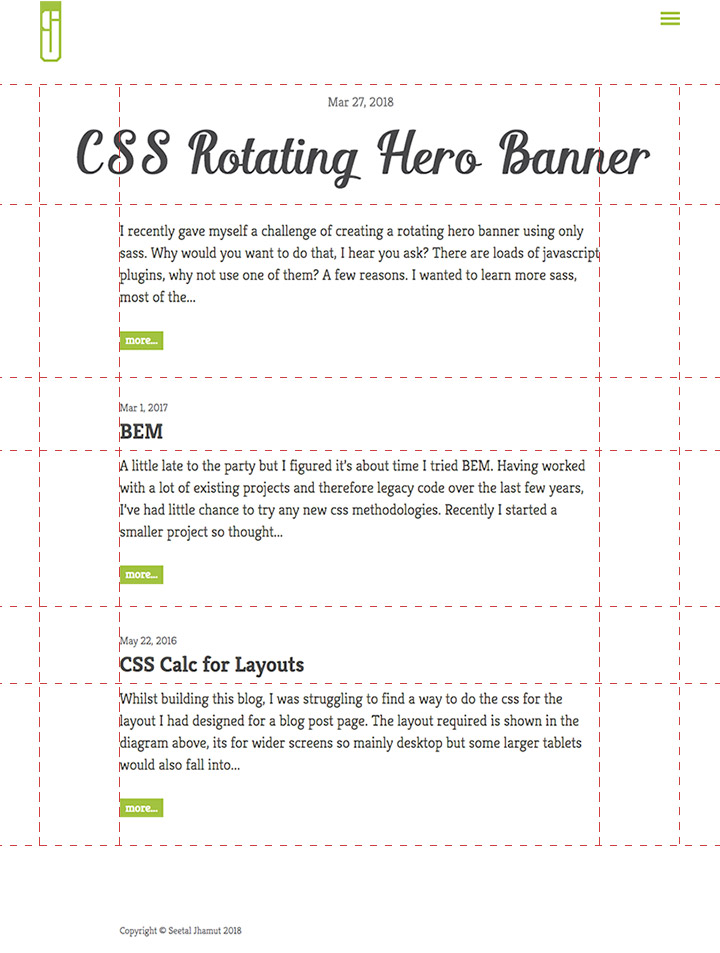 Mar 27, 2018
CSS Rotating Hero Banner
I recently gave myself a challenge of creating a rotating hero banner using only
sass. Why would you want to do that, I hear you ask? There are loads of javascript
plugins, why not use one of them? A few reasons. I wanted to learn more sass,
most of the...
more...
Mar 1, 2017
BEM
A little late to the party but I figured it's about time I tried BEM. Having worked
with a lot of existing projects and therefore legacy code over the last few years,
I've had little chance to try any new css methodologies. Recently I started a
smaller project so thought...
more...
May 22, 2016
CSS Calc for Layouts
Whilst building this blog, I was struggling to find a way to do the css for the
layout I had designed for a blog post page. The layout required is shown in the
diagram above, its for wider screens so mainly desktop but some larger tablets
would also fall into...
more...
Copyright © Seetal Jhamut 2018